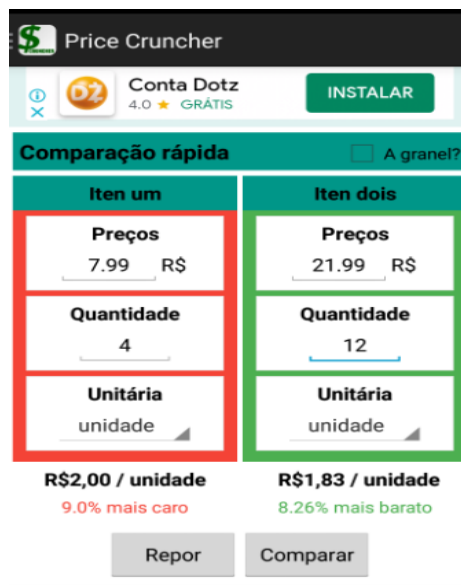 Price Cruncher
Conta Dotz
4.0 ★ GRÁTIS
INSTALAR
Comparação rápida
A granel?
Iten um
Iten dois
Preços
Preços
7.99 R$
21.99 R$
Quantidade
Quantidade
4
12
Unitária
Unitária
unidade
unidade
R$2,00 / unidade
R$1,83 / unidade
9.0% mais caro
8.26% mais barato
Repor
Comparar